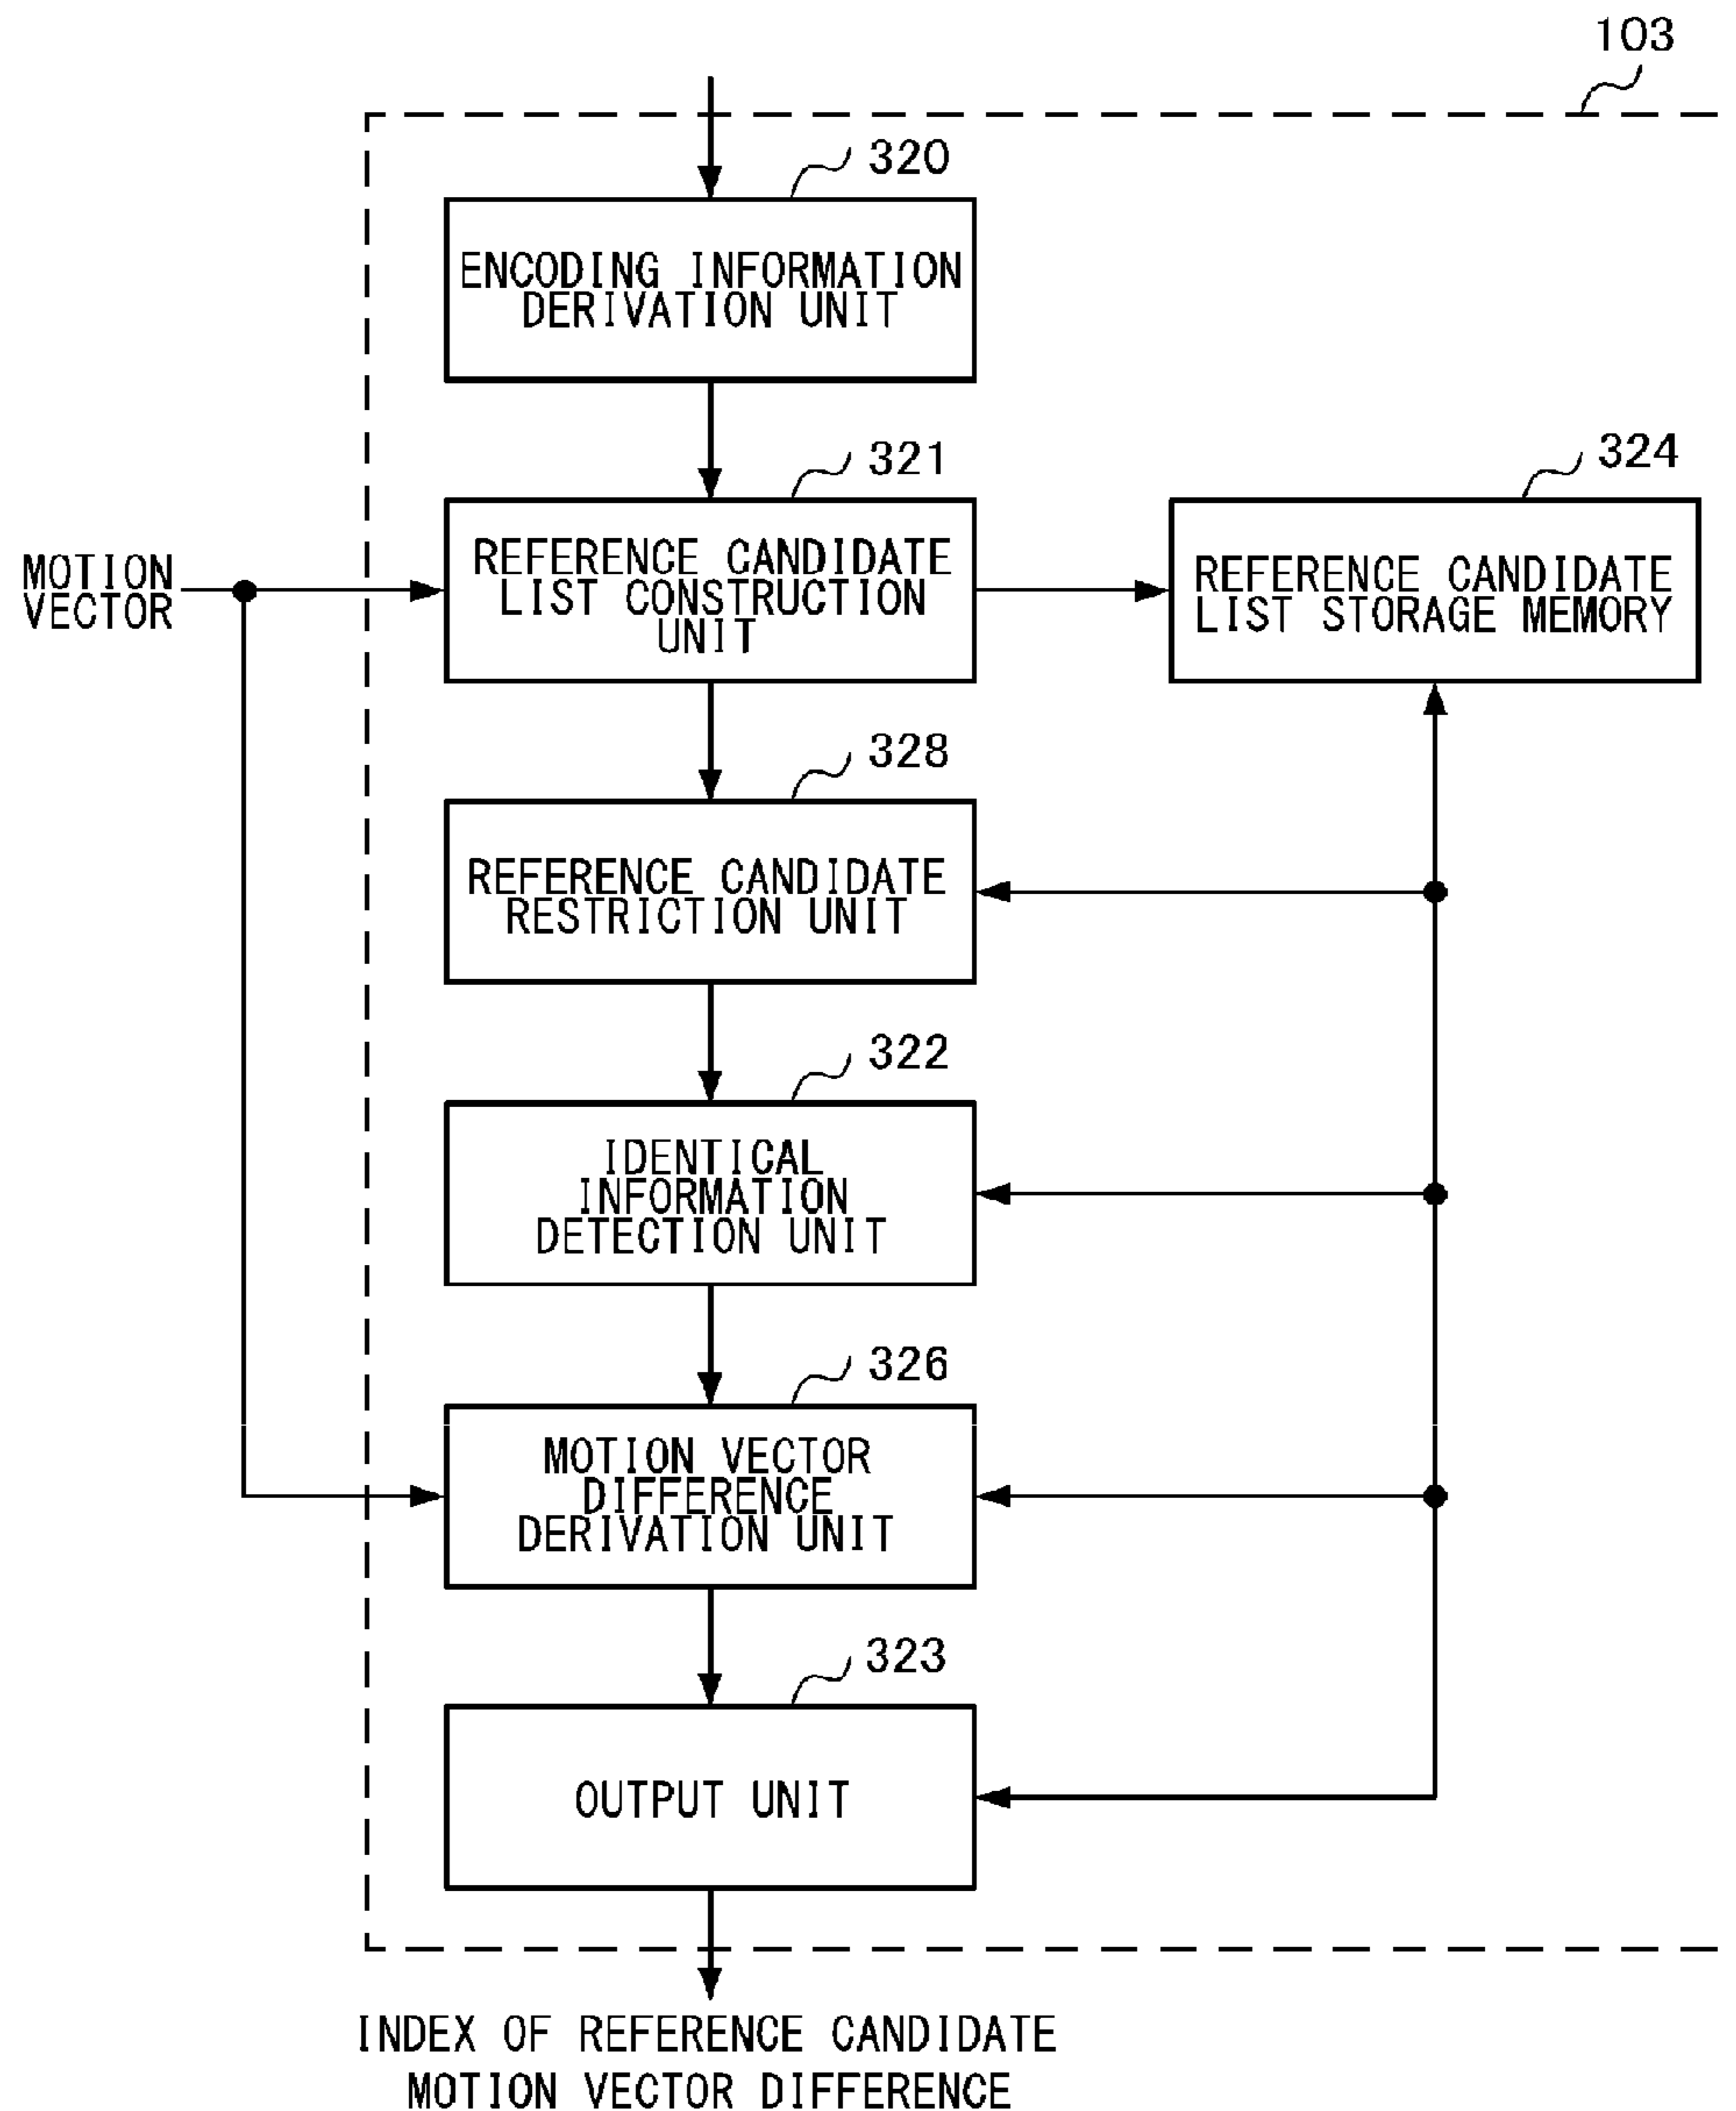 103
320
ENCODING INFORMATION
DERIVATION UNIT
321
324
MOTION
VECTOR
REFERENCE CANDIDATE
LIST CONSTRUCTION
UNIT
REFERENCE CANDIDATE
LIST STORAGE MEMORY
328
REFERENCE CANDIDATE
RESTRICTION UNIT
322
IDENTICAL
INFORMATION
DETECTION UNIT
326
MOTION VECTOR
DIFFERENCE
DERIVATION UNIT
323
OUTPUT UNIT
INDEX OF REFERENCE CANDIDATE
MOTION VECTOR DIFFERENCE